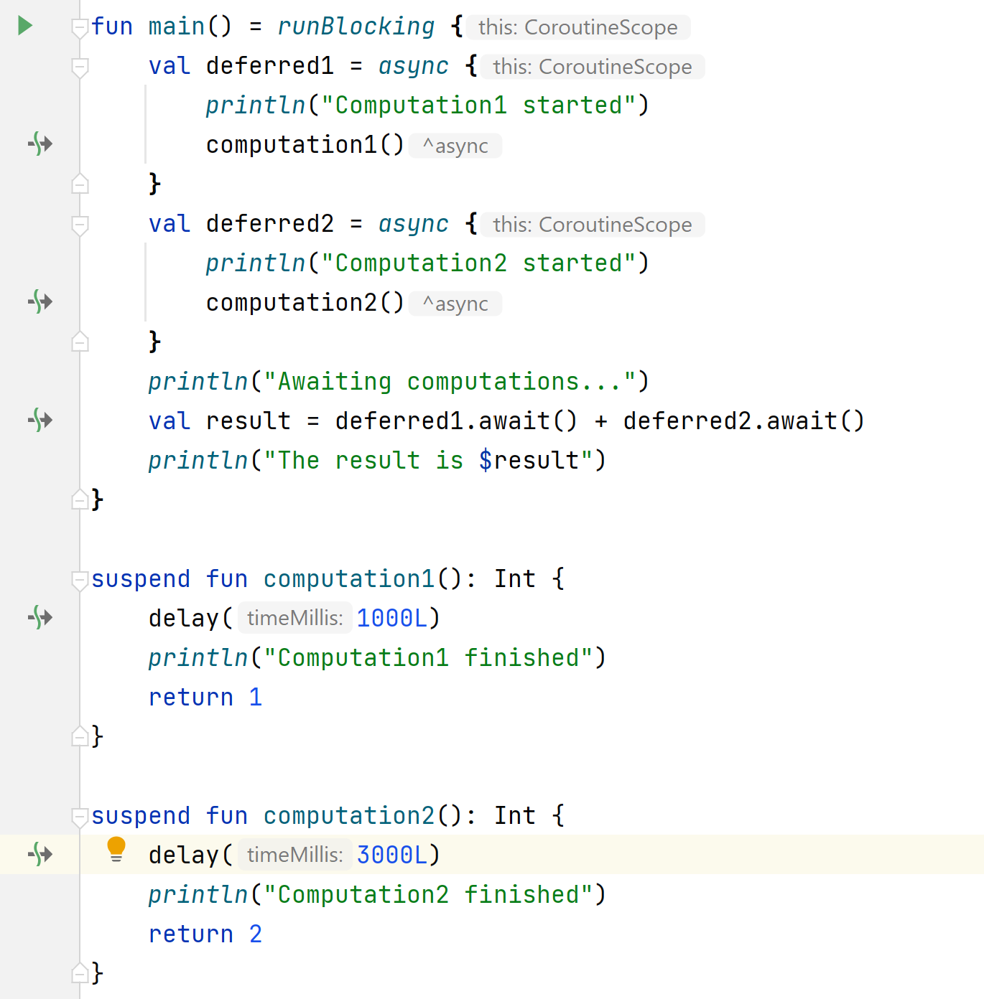 fun main() = runBlocking { this: CoroutineScope
    val deferred1 = async { this: CoroutineScope
        println("Computation1 started")
        computation1() ^async
    }
    val deferred2 = async { this: CoroutineScope
        println("Computation2 started")
        computation2() ^async
    }
    println("Awaiting computations...")
    val result = deferred1.await() + deferred2.await()
    println("The result is $result")
}

suspend fun computation1(): Int {
    delay( timeMillis: 1000L)
    println("Computation1 finished")
    return 1
}

suspend fun computation2(): Int {
    delay( timeMillis: 3000L)
    println("Computation2 finished")
    return 2
}